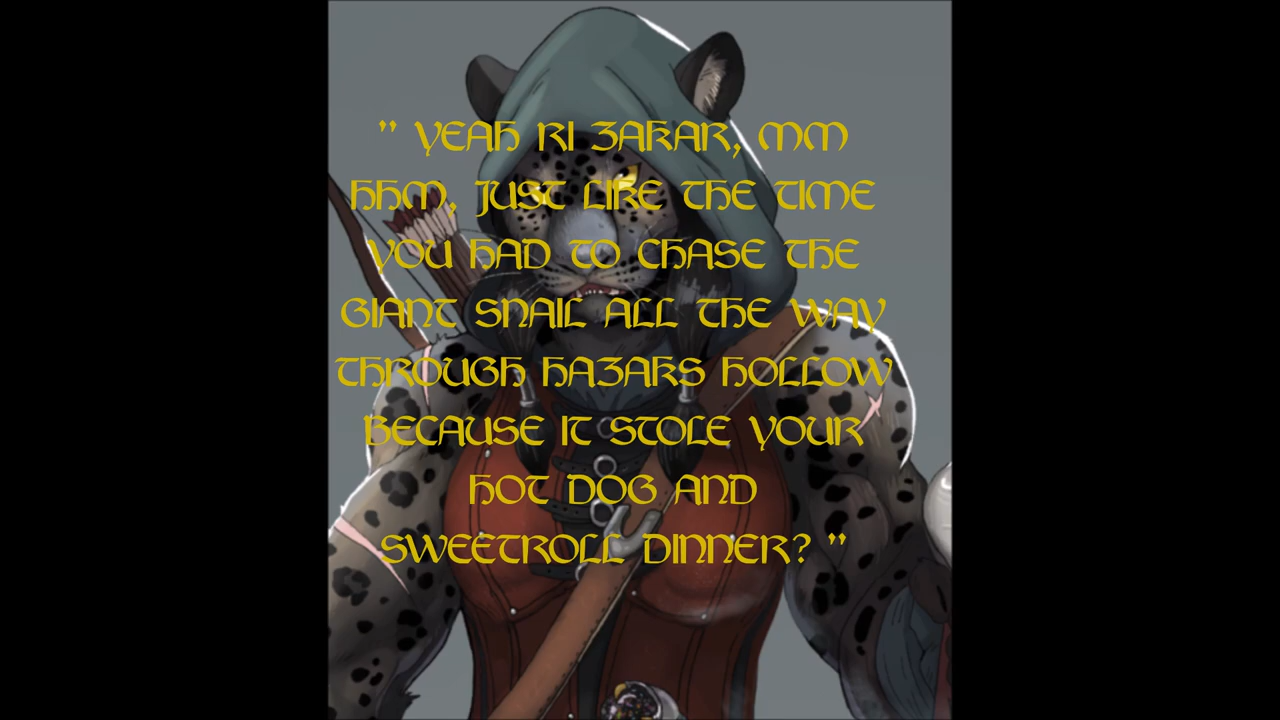 " YEAH RI ZAKAR, MM
HHM, JUST LIKE THE TIME
YOU HAD TO CHASE THE
GIANT SNAIL ALL THE WAY
THROUGH HAZAKS HOLLOW
BECAUSE IT STOLE YOUR
HOT DOG AND
SWEETROLL DINNER? "